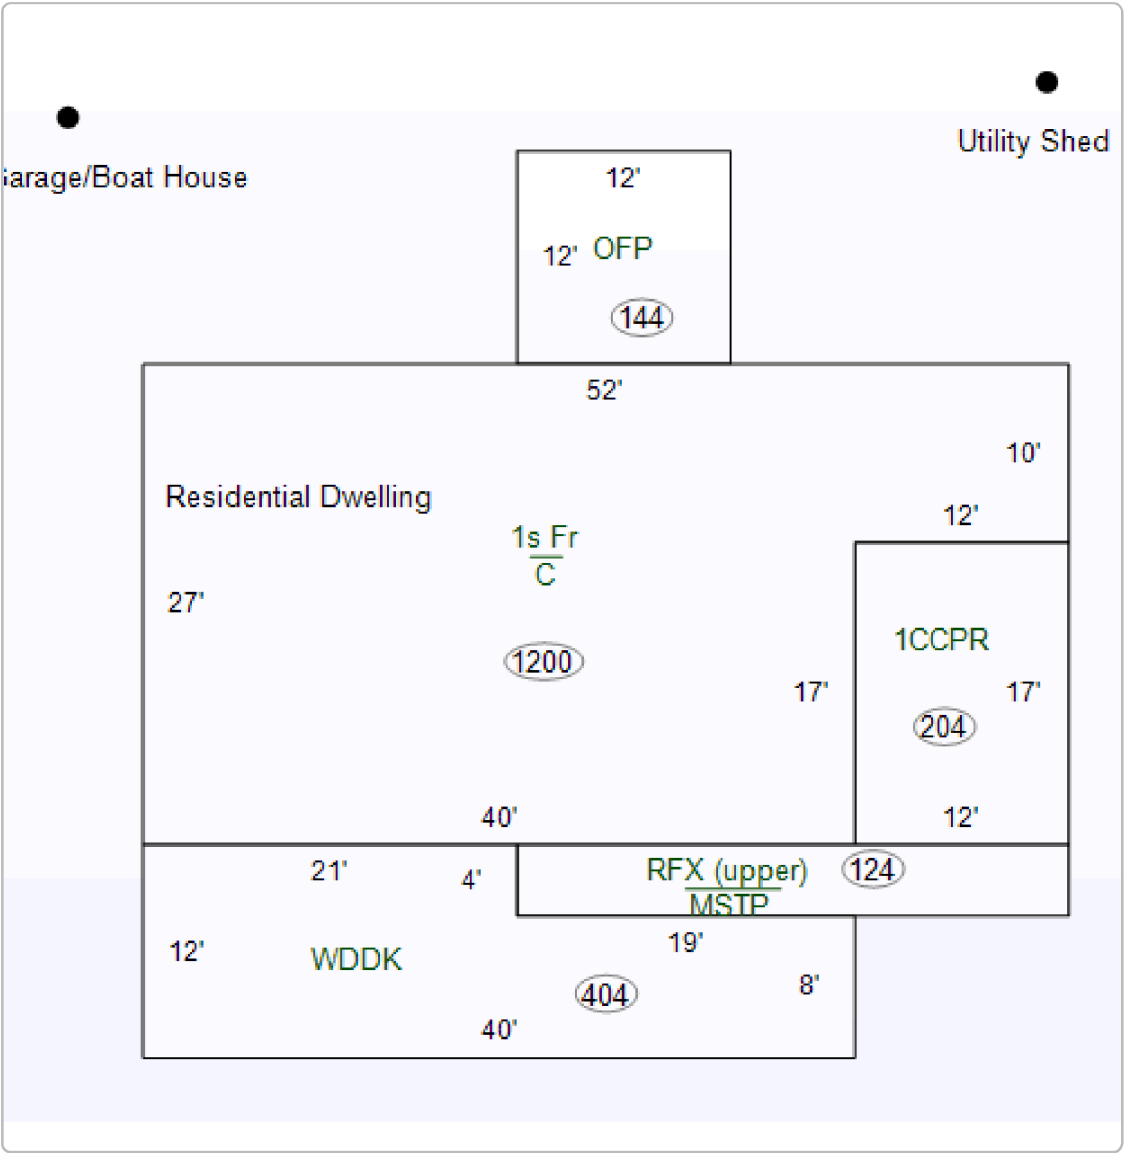 Utility Shed
arage/Boat House
12'
12' OFP
144
52'
10'
Residential Dwelling
12'
1s Fr
C
27'
1CCPR
1200
17'
17'
204
40'
12'
21'
4'
RFX (upper)
124
MSTP
12'
WDDK
19'
404
8'
40'